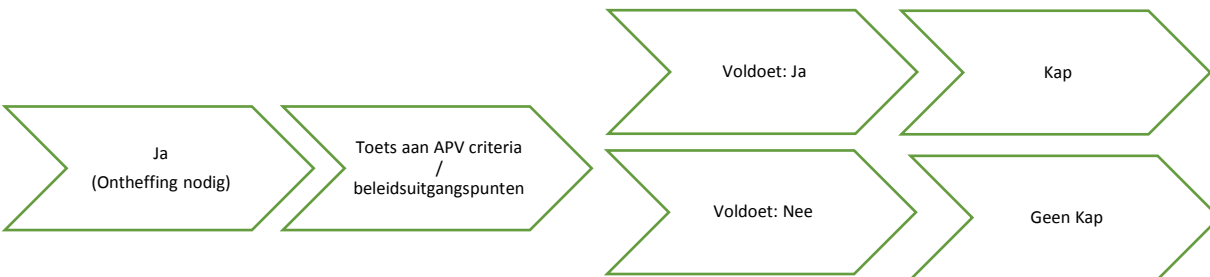 Ja
(Ontheffing nodig)
Toets aan APV criteria
/
beleidsuitgangspunten
Voldoet: Ja
Kap
Voldoet: Nee
Geen Kap